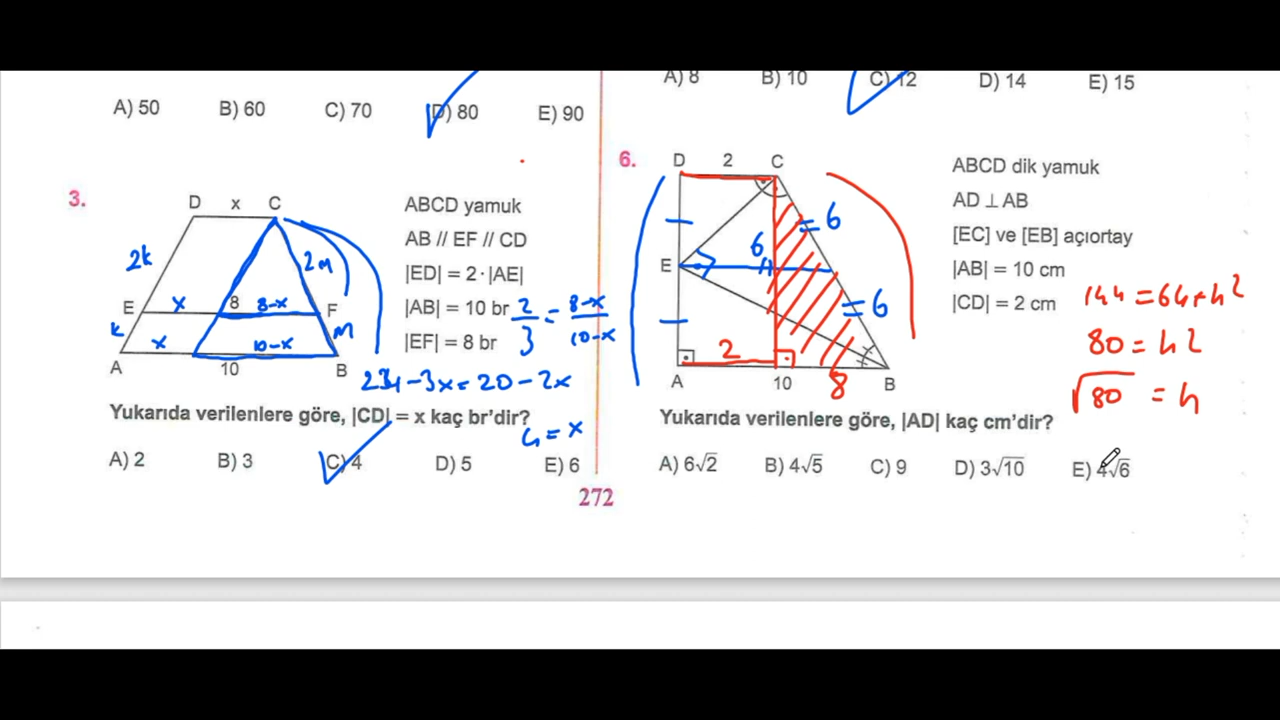 A) 50 B) 60 C) 70 D) 80 E) 90
3.
D x C
2k 2m
E x 8 8-x F
k x 10-x m
A 10 B
ABCD yamuk
AB // EF // CD
|ED| = 2·|AE|
|AB| = 10 br
|EF| = 8 br
2/3 = 8-x/10-x
24-3x=20-2x
4=x
Yukarıda verilenlere göre, |CD| = x kaç br'dir?
A) 2 B) 3 C) 4 D) 5 E) 6
A) 8 B) 10 C) 12 D) 14 E) 15
6.
D 2 C
6
E 6
6
2
A 10 8 B
ABCD dik yamuk
AD ⊥ AB
[EC] ve [EB] açıortay
|AB| = 10 cm
|CD| = 2 cm
144=64+h²
80=h²
√80 = h
Yukarıda verilenlere göre, |AD| kaç cm'dir?
A) 6√2 B) 4√5 C) 9 D) 3√10 E) 4√6
272